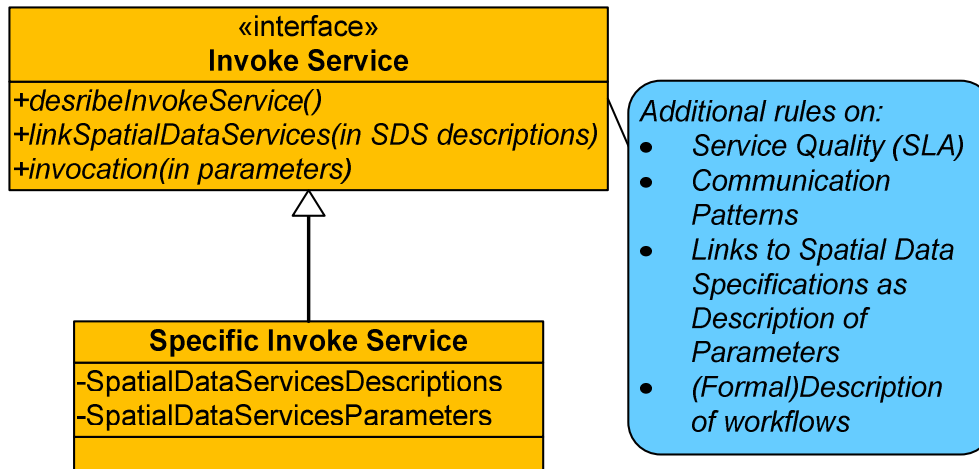 «interface»
Invoke Service
+desribeInvokeService()
+linkSpatialDataServices(in SDS descriptions)
+invocation(in parameters)
Additional rules on:
• Service Quality (SLA)
• Communication
Patterns
• Links to Spatial Data
Specifications as
Description of
Parameters
• (Formal)Description
of workflows
Specific Invoke Service
-SpatialDataServicesDescriptions
-SpatialDataServicesParameters